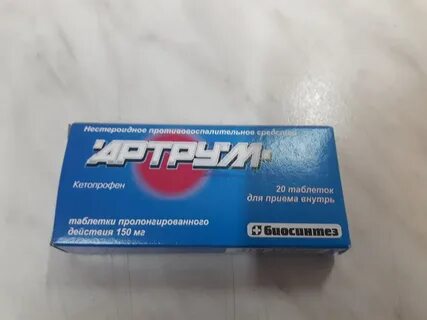 Нестероидное противовоспалительное средство
АРТРУМ
Кетопрофен
20 таблеток
для приема внутрь
таблетки пролонгированного
действия 150 мг
биосинтез